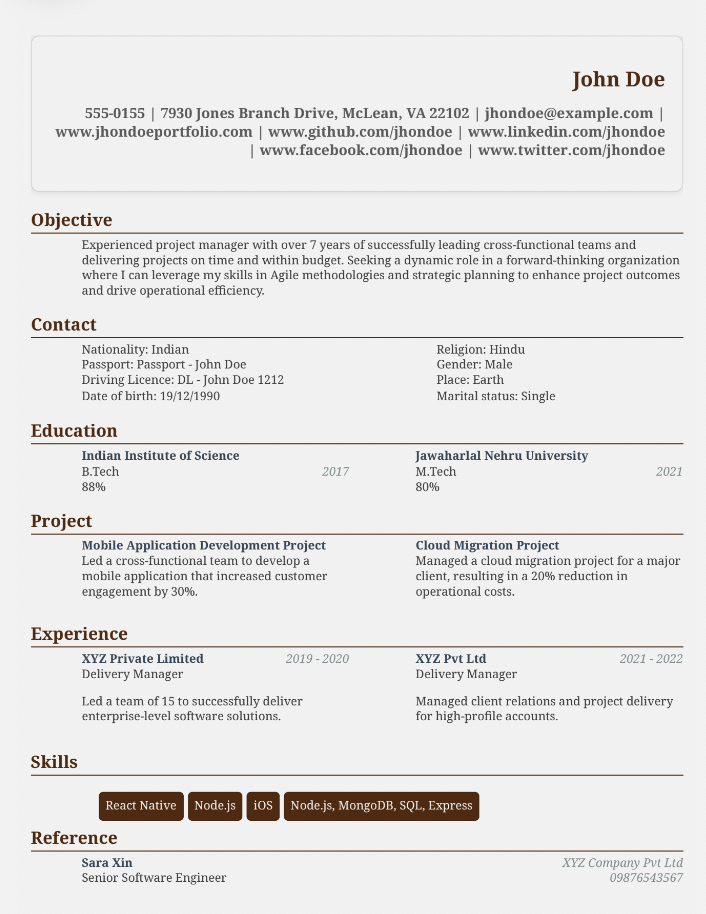 John Doe
555-0155 | 7930 Jones Branch Drive, McLean, VA 22102 | jhondoe@example.com |
www.jhondoeportfolio.com | www.github.com/jhondoe | www.linkedin.com/jhondoe
| www.facebook.com/jhondoe | www.twitter.com/jhondoe
Objective
Experienced project manager with over 7 years of successfully leading cross-functional teams and
delivering projects on time and within budget. Seeking a dynamic role in a forward-thinking organization
where I can leverage my skills in Agile methodologies and strategic planning to enhance project outcomes
and drive operational efficiency.
Contact
Nationality: Indian
Passport: Passport - John Doe
Driving Licence: DL - John Doe 1212
Date of birth: 19/12/1990
Religion: Hindu
Gender: Male
Place: Earth
Marital status: Single
Education
Indian Institute of Science
B.Tech 2017
88%
Jawaharlal Nehru University
M.Tech 2021
80%
Project
Mobile Application Development Project
Led a cross-functional team to develop a
mobile application that increased customer
engagement by 30%.
Cloud Migration Project
Managed a cloud migration project for a major
client, resulting in a 20% reduction in
operational costs.
Experience
XYZ Private Limited 2019 - 2020
Delivery Manager
Led a team of 15 to successfully deliver
enterprise-level software solutions.
XYZ Pvt Ltd 2021 - 2022
Delivery Manager
Managed client relations and project delivery
for high-profile accounts.
Skills
React Native Node.js iOS Node.js, MongoDB, SQL, Express
Reference
Sara Xin XYZ Company Pvt Ltd
Senior Software Engineer 09876543567